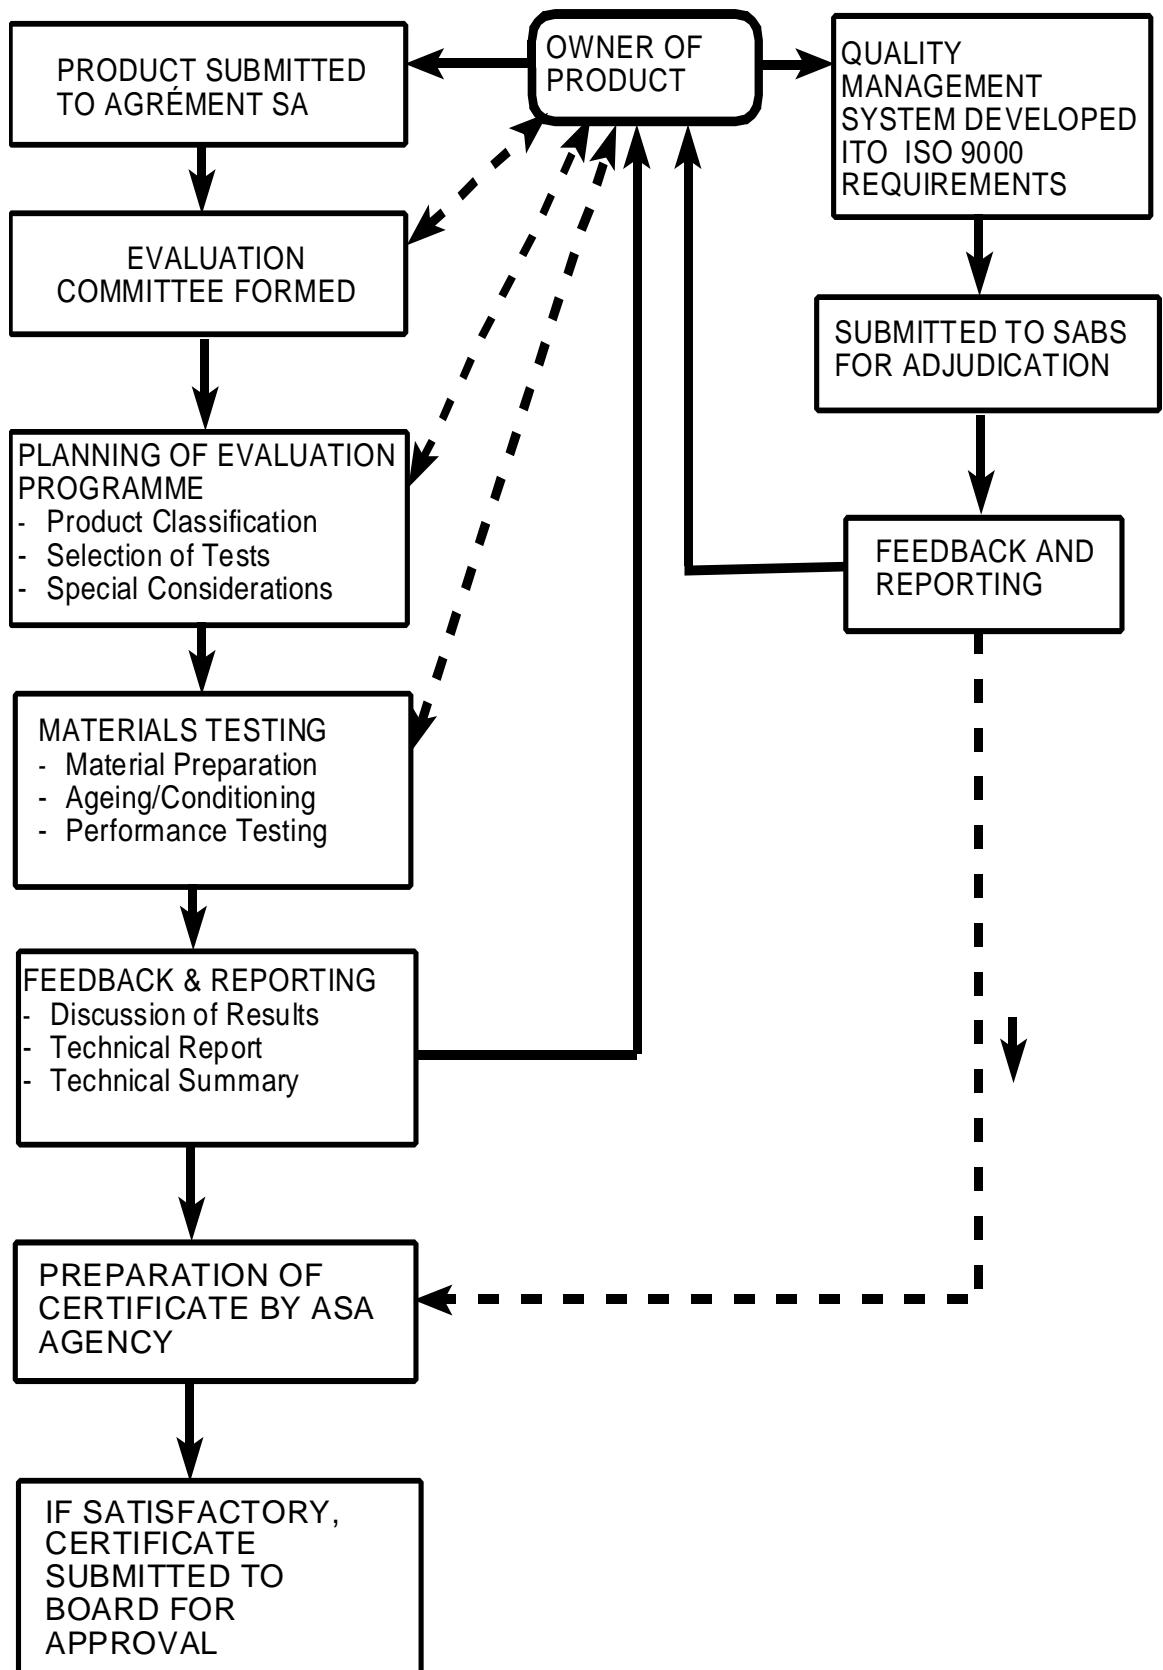 OWNER OF
PRODUCT
PRODUCT SUBMITTED
TO AGRÉMENT SA
EVALUATION
COMMITTEE FORMED
PLANNING OF EVALUATION
PROGRAMME
- Product Classification
- Selection of Tests
- Special Considerations
MATERIALS TESTING
- Material Preparation
- Ageing/Conditioning
- Performance Testing
FEEDBACK & REPORTING
- Discussion of Results
- Technical Report
- Technical Summary
PREPARATION OF
CERTIFICATE BY ASA
AGENCY
IF SATISFACTORY,
CERTIFICATE
SUBMITTED TO
BOARD FOR
APPROVAL
QUALITY
MANAGEMENT
SYSTEM DEVELOPED
ITO ISO 9000
REQUIREMENTS
SUBMITTED TO SABS
FOR ADJUDICATION
FEEDBACK AND
REPORTING